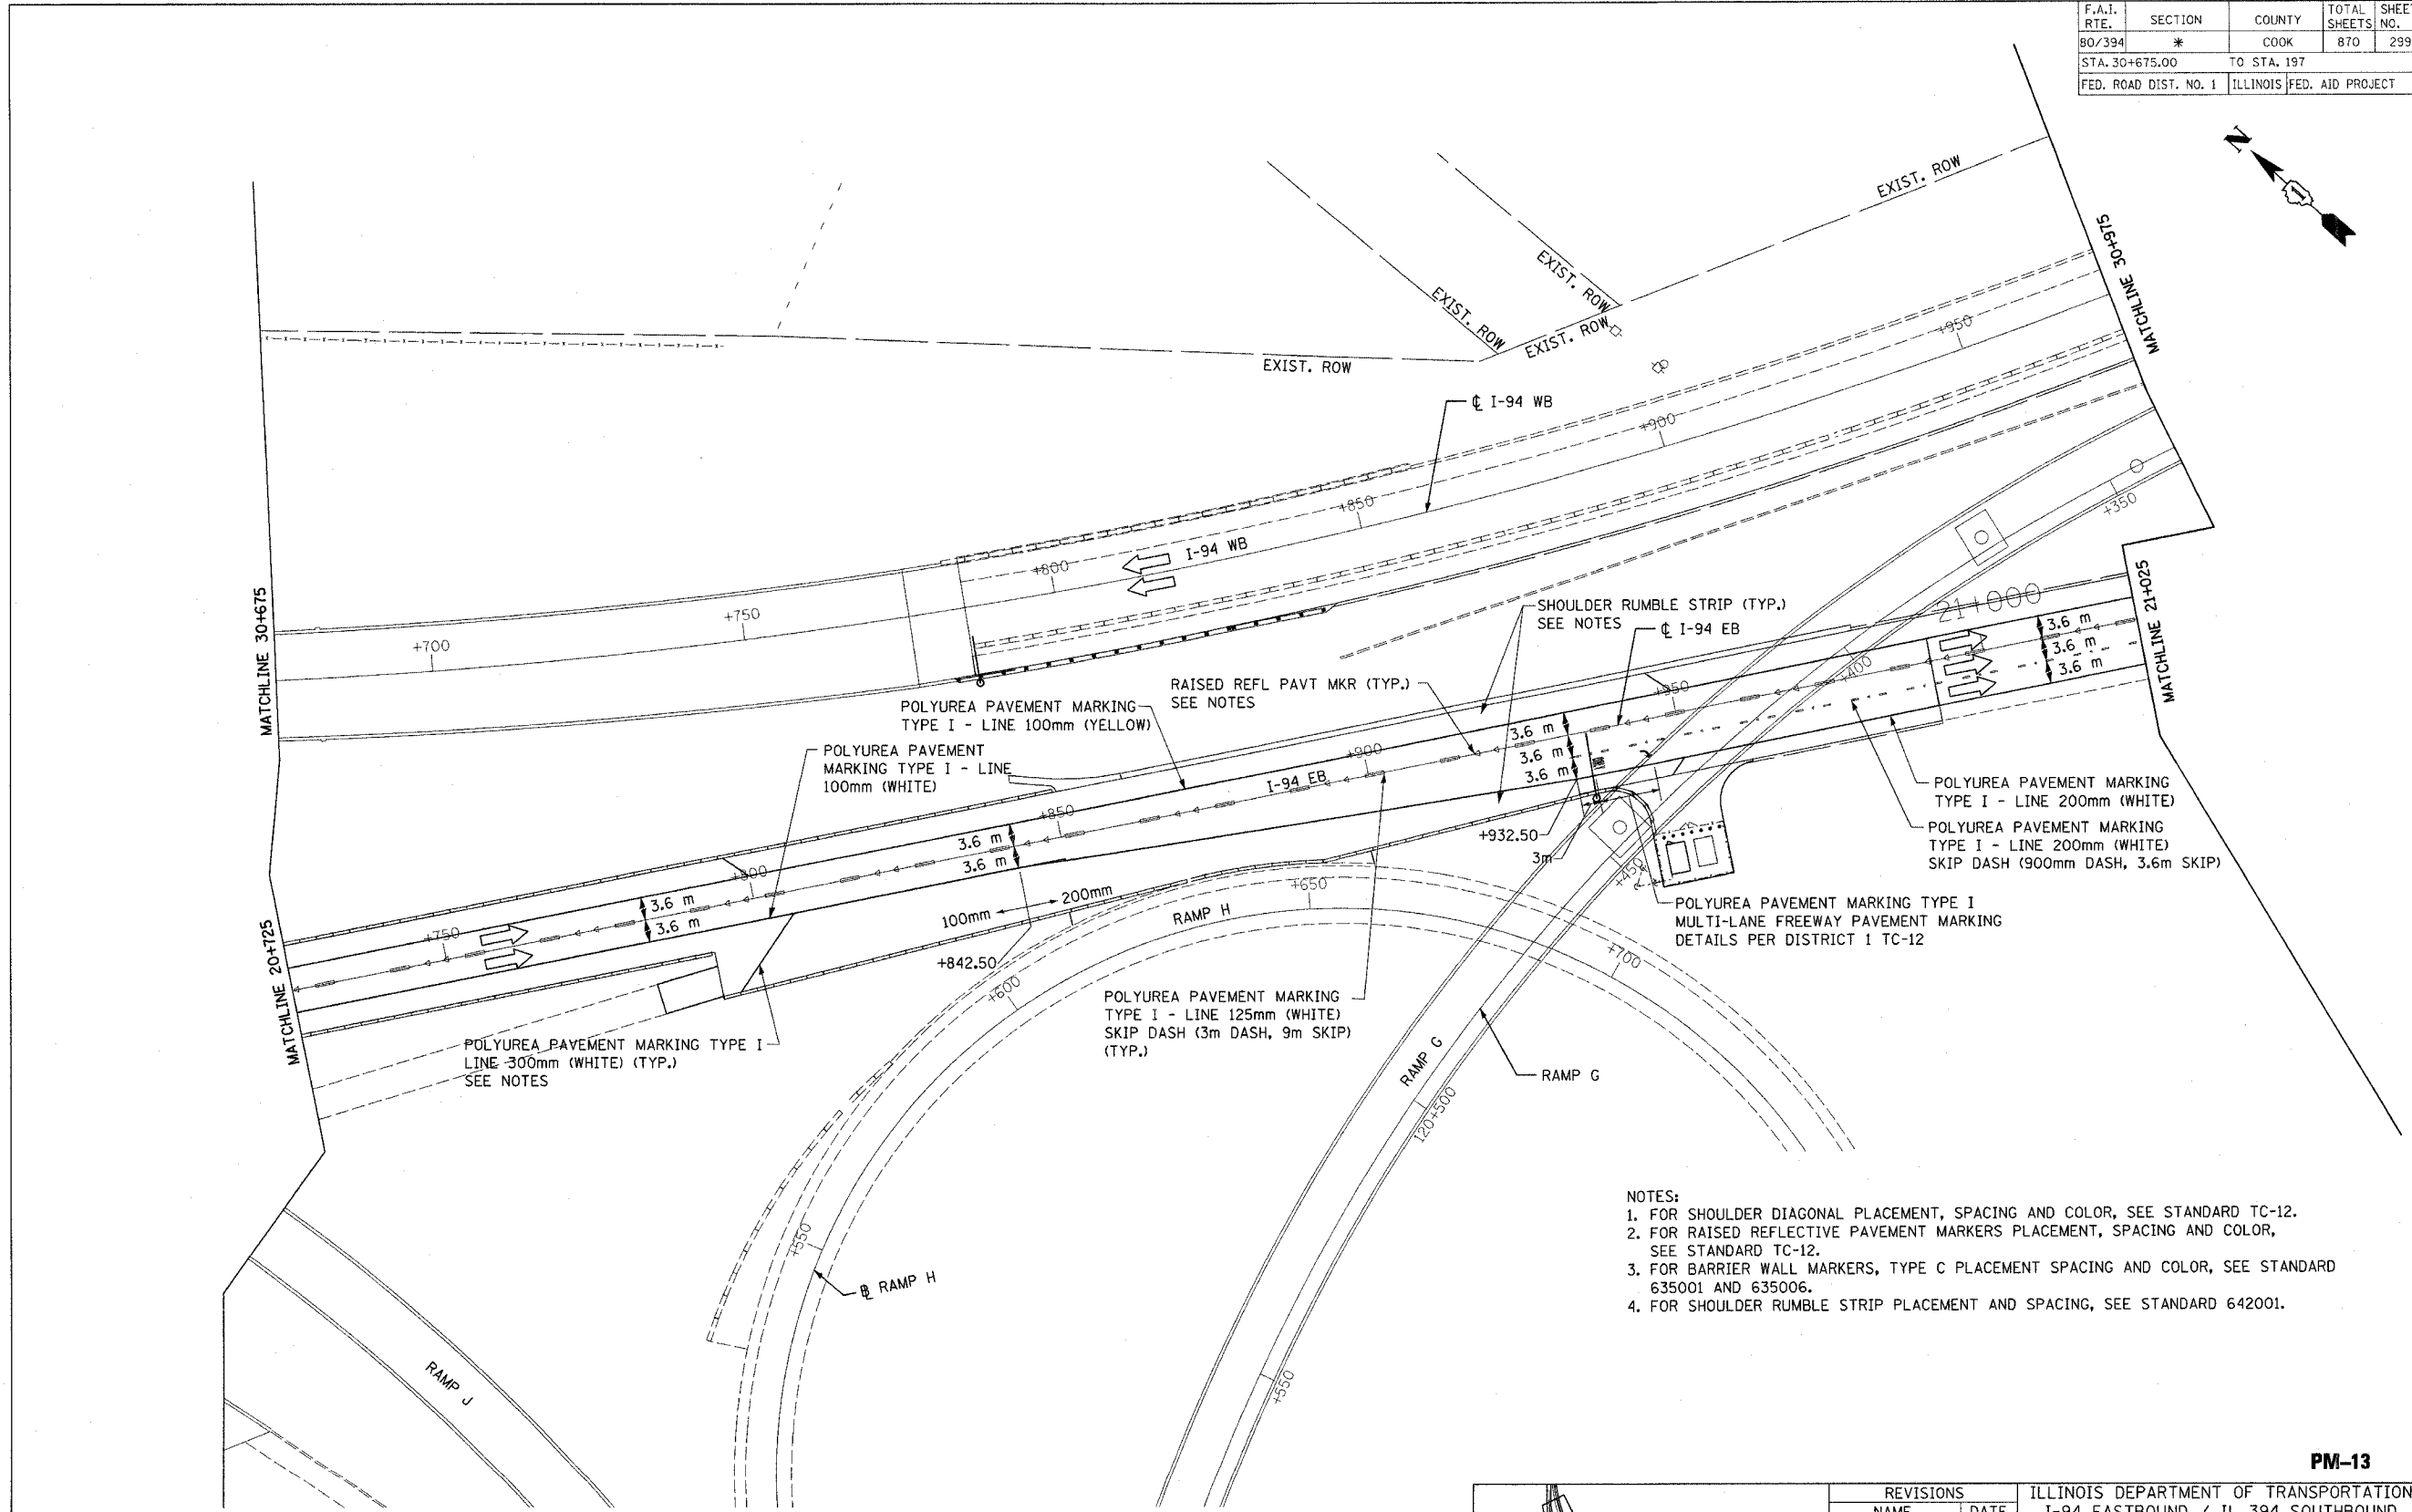 F.A.I. RTE. SECTION COUNTY TOTAL SHEETS SHEET NO.
80/394 * COOK 870 299
STA. 30+675.00 TO STA. 197
FED. ROAD DIST. NO. 1 ILLINOIS FED. AID PROJECT
N
1
EXIST. ROW
EXIST. ROW
EXIST. ROW
EXIST. ROW
EXIST. ROW
MATCHLINE 30+975
+950
℄ I-94 WB
+900
+850
I-94 WB
+800
+750
+700
MATCHLINE 30+675
+350
MATCHLINE 21+025
21+000
SHOULDER RUMBLE STRIP (TYP.)
SEE NOTES
℄ I-94 EB
3.6 m
3.6 m
3.6 m
+400
RAISED REFL PAVT MKR (TYP.)
SEE NOTES
+950
POLYUREA PAVEMENT MARKING
TYPE I - LINE 100mm (YELLOW)
POLYUREA PAVEMENT
MARKING TYPE I - LINE
100mm (WHITE)
3.6 m
3.6 m
3.6 m
+900
I-94 EB
+850
3.6 m
3.6 m
+932.50
3m
POLYUREA PAVEMENT MARKING
TYPE I - LINE 200mm (WHITE)
POLYUREA PAVEMENT MARKING
TYPE I - LINE 200mm (WHITE)
SKIP DASH (900mm DASH, 3.6m SKIP)
+800
3.6 m
3.6 m
100mm
200mm
+650
RAMP H
+450
POLYUREA PAVEMENT MARKING TYPE I
MULTI-LANE FREEWAY PAVEMENT MARKING
DETAILS PER DISTRICT 1 TC-12
+750
+842.50
+600
+700
MATCHLINE 20+725
POLYUREA PAVEMENT MARKING
TYPE I - LINE 125mm (WHITE)
SKIP DASH (3m DASH, 9m SKIP)
(TYP.)
POLYUREA PAVEMENT MARKING TYPE I
LINE 300mm (WHITE) (TYP.)
SEE NOTES
RAMP G
RAMP G
120+500
+550
RAMP H
RAMP J
+550
NOTES:
1. FOR SHOULDER DIAGONAL PLACEMENT, SPACING AND COLOR, SEE STANDARD TC-12.
2. FOR RAISED REFLECTIVE PAVEMENT MARKERS PLACEMENT, SPACING AND COLOR,
SEE STANDARD TC-12.
3. FOR BARRIER WALL MARKERS, TYPE C PLACEMENT SPACING AND COLOR, SEE STANDARD
635001 AND 635006.
4. FOR SHOULDER RUMBLE STRIP PLACEMENT AND SPACING, SEE STANDARD 642001.
PM-13
REVISIONS
NAME DATE
ILLINOIS DEPARTMENT OF TRANSPORTATION
I-94 EASTBOUND / IL 394 SOUTHBOUND